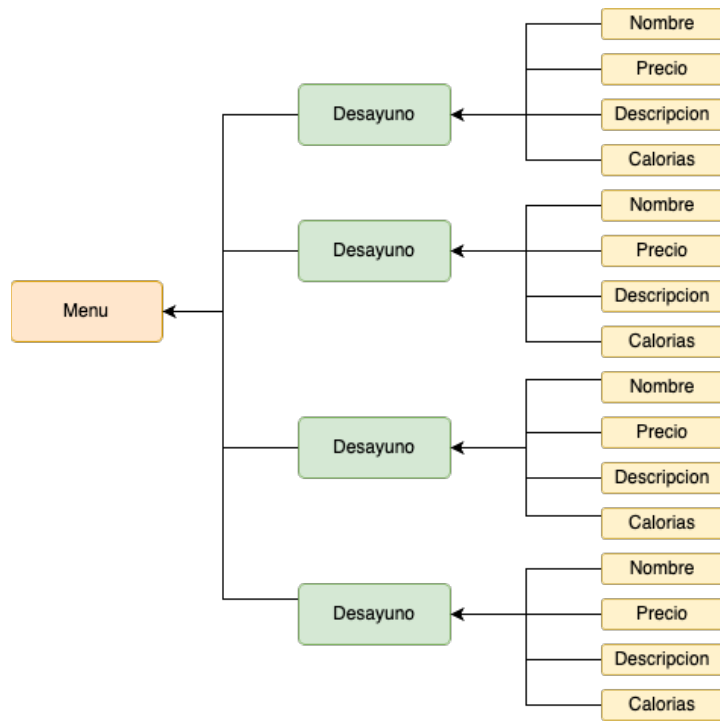 Nombre
Precio
Desayuno
Descripcion
Calorias
Nombre
Desayuno
Precio
Descripcion
Menu
Calorias
Nombre
Precio
Desayuno
Descripcion
Calorias
Nombre
Desayuno
Precio
Descripcion
Calorias